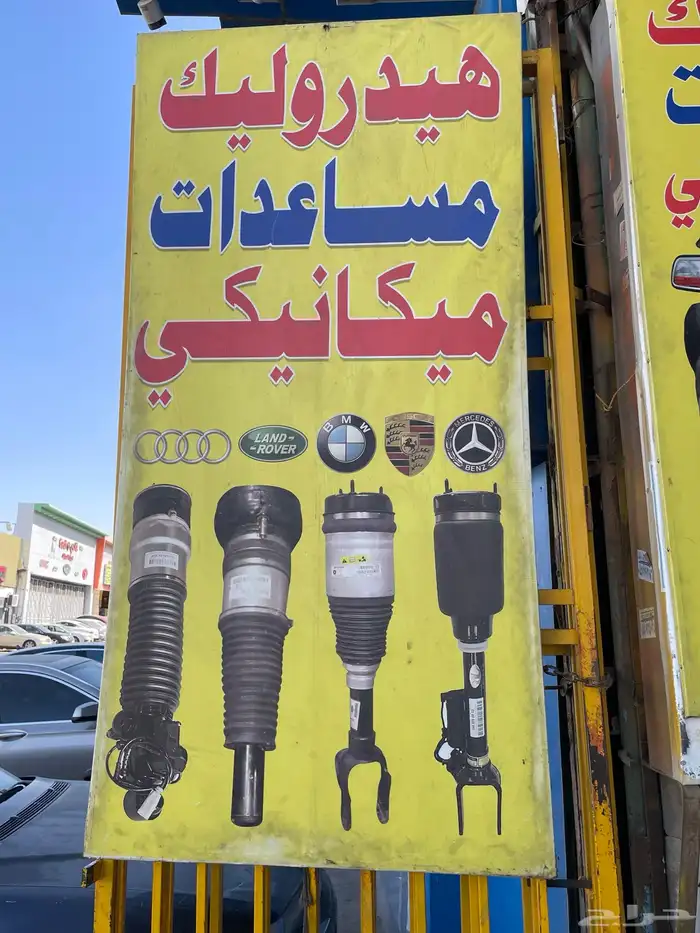 هيدروليك
مساعدات
ميكانيكي
LAND
ROVER
BMW
MERCEDES
BENZ
حراج